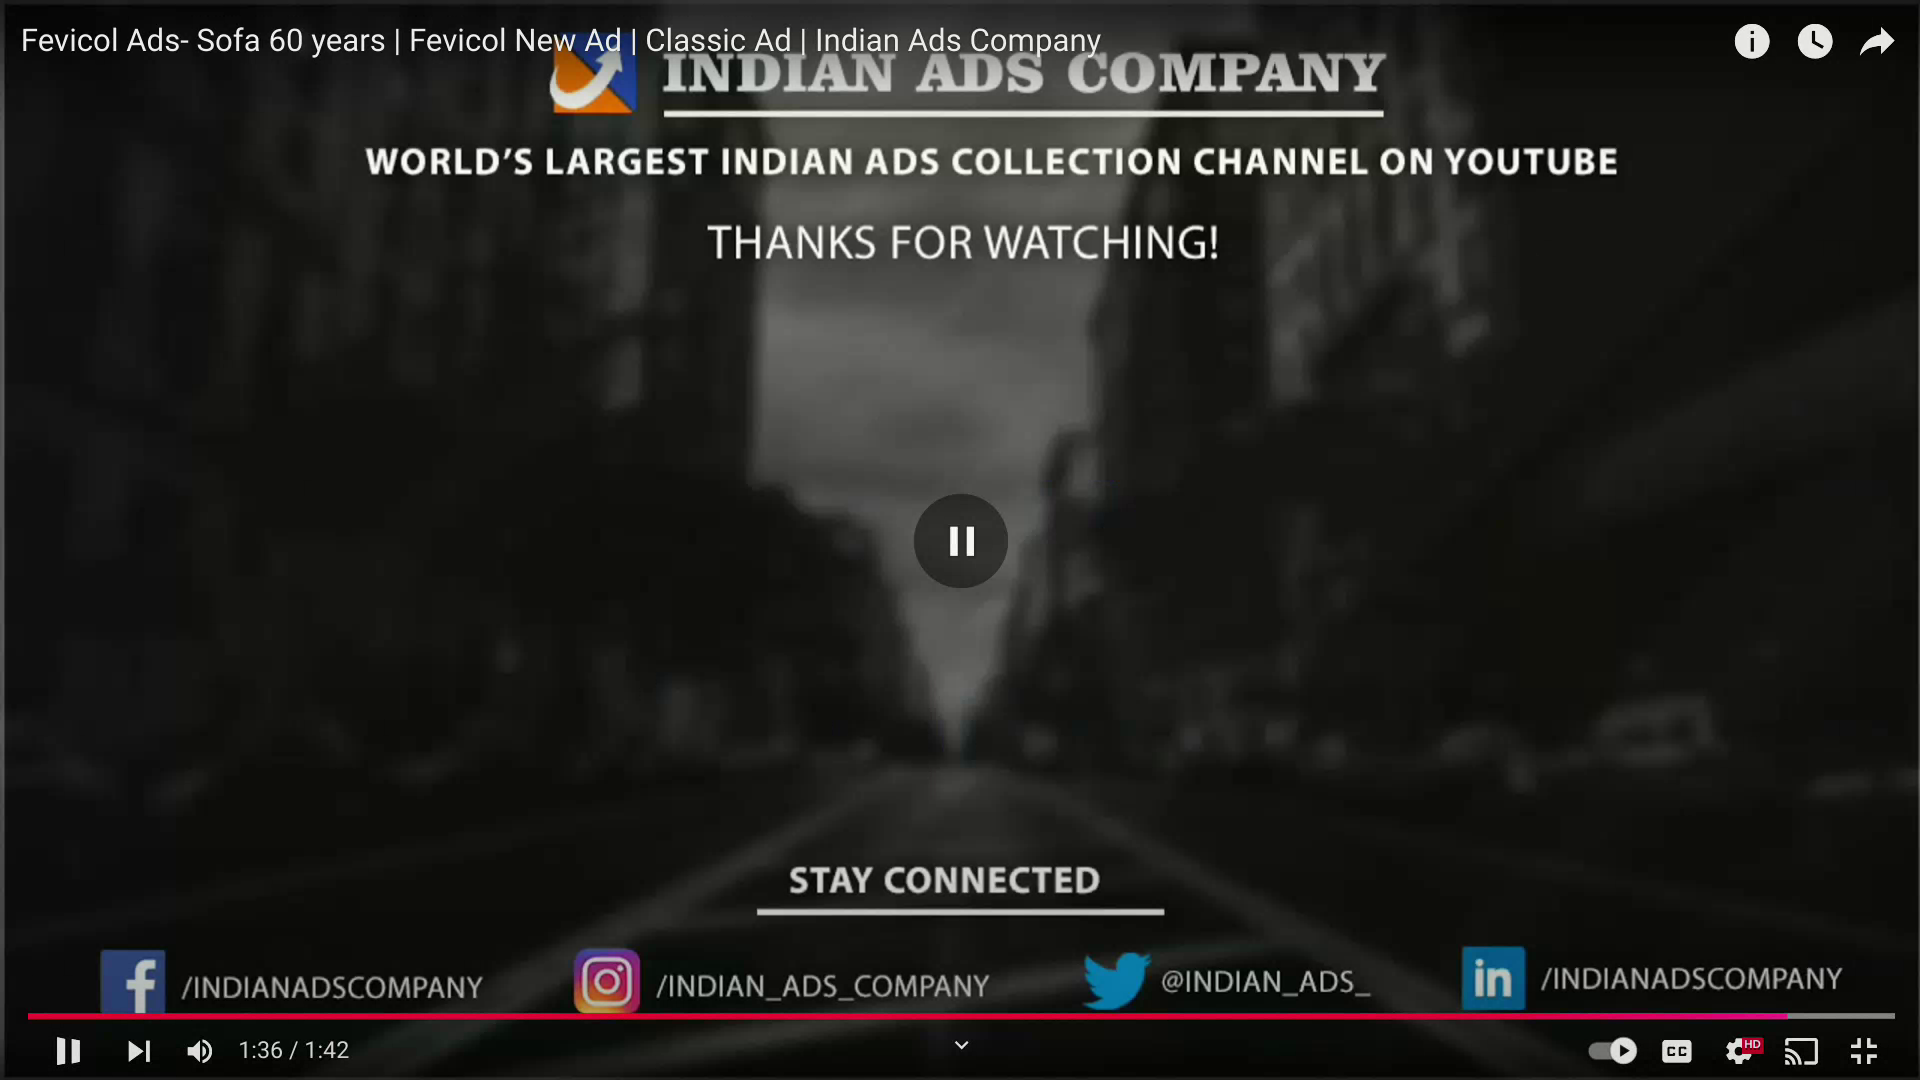 Fevicol Ads- Sofa 60 years | Fevicol New Ad | Classic Ad | Indian Ads Company
INDIAN ADS COMPANY
WORLD’S LARGEST INDIAN ADS COLLECTION CHANNEL ON YOUTUBE
THANKS FOR WATCHING!
STAY CONNECTED
/INDIANADSCOMPANY
/INDIAN_ADS_COMPANY
@INDIAN_ADS_
/INDIANADSCOMPANY
1:36 / 1:42
CC
HD